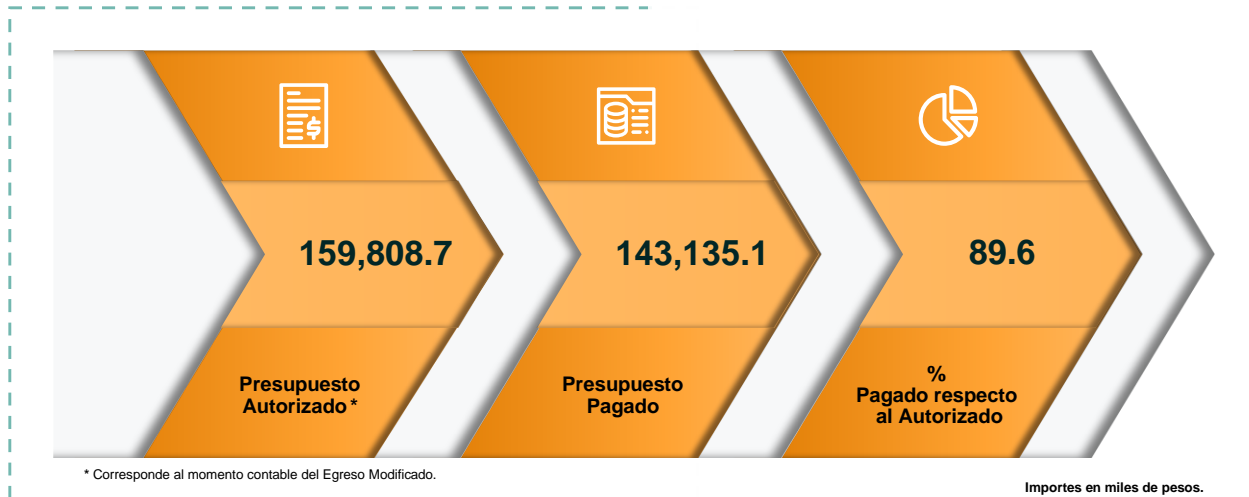 159,808.7
143,135.1
89.6
Presupuesto
Autorizado *
Presupuesto
Pagado
%
Pagado respecto
al Autorizado
* Corresponde al momento contable del Egreso Modificado.
Importes en miles de pesos.